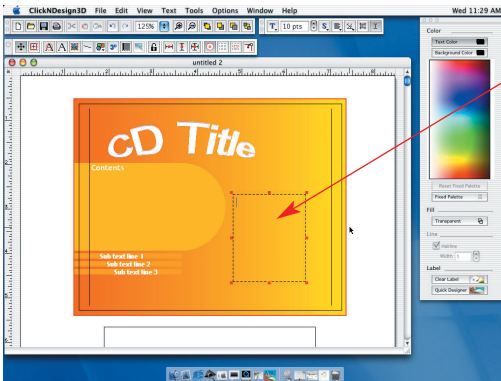 ClickNDesign3D File Edit View Text Tools Options Window Help Wed 11:29 AM
125%
T, 10 pts S,
untitled 2
CD Title
Contents
Sub text line 1
Sub text line 2
Sub text line 3
Color
Text Color
Background Color
Reset Fixed Palette
Fixed Palette
Fill
Transparent
Line
Hairline
Width 1
Label
Clear Label
Quick Designer